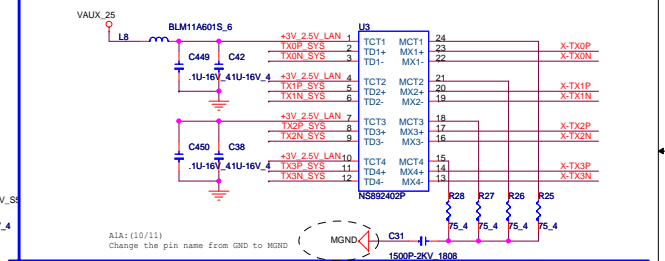 VAUX_25
BLM11A601S_6
L8
U3
+3V_2.5V_LAN 1 TCT1 MCT1 24
TX0P_SYS 2 TD1+ MX1+ 23 X-TX0P
TX0N_SYS 3 TD1- MX1- 22 X-TX0N
C449 C42
.1U-16V_4 .1U-16V_4
+3V_2.5V_LAN 4 TCT2 MCT2 21
TX1P_SYS 5 TD2+ MX2+ 20 X-TX1P
TX1N_SYS 6 TD2- MX2- 19 X-TX1N
+3V_2.5V_LAN 7 TCT3 MCT3 18
TX2P_SYS 8 TD3+ MX3+ 17 X-TX2P
TX2N_SYS 9 TD3- MX3- 16 X-TX2N
C450 C38
.1U-16V_4 .1U-16V_4
+3V_2.5V_LAN 10 TCT4 MCT4 15
TX3P_SYS 11 TD4+ MX4+ 14 X-TX3P
TX3N_SYS 12 TD4- MX4- 13 X-TX3N
NS892402P
R28 R27 R26 R25
75_4 75_4 75_4 75_4
V_S5
_4
A1A:(10/11)
Change the pin name from GND to MGND
MGND
C31
1500P-2KV_1808